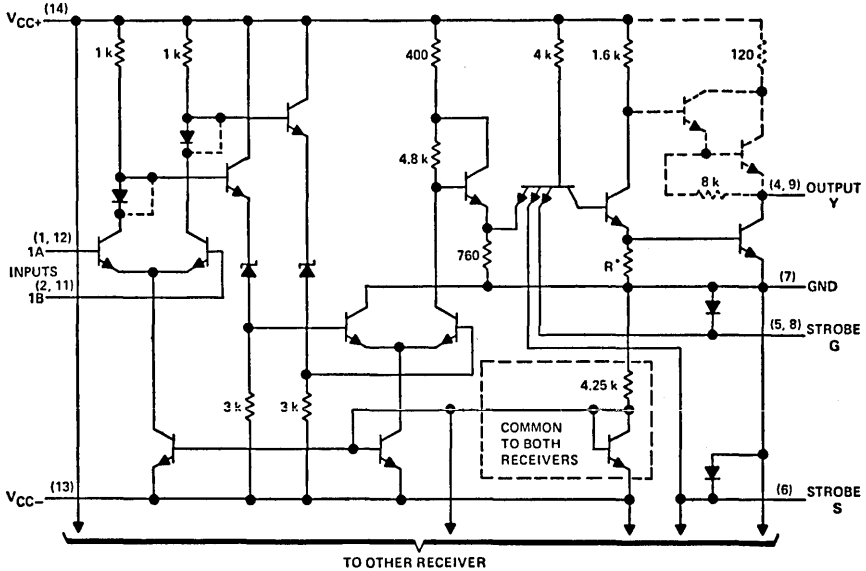 VCC+ (14)
1 k
1 k
400
4 k
1.6 k
120
4.8 k
8 k
(4, 9) OUTPUT
Y
(1, 12)
1A
INPUTS
(2, 11)
1B
760
R*
(7)
GND
(5, 8) STROBE
G
3 k
3 k
4.25 k
COMMON
TO BOTH
RECEIVERS
VCC− (13)
(6) STROBE
S
TO OTHER RECEIVER